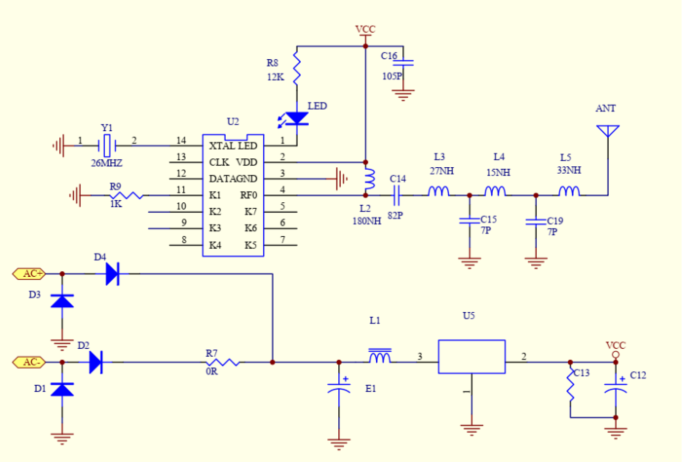 VCC
R8
12K
C16
105P
LED
ANT
Y1
U2
1
2
14
XTAL LED
1
26MHZ
13
CLK VDD
2
12
DATAGND
3
L3
27NH
L4
15NH
L5
33NH
C14
R9
1K
11
K1 RF0
4
10
K2 K7
5
L2
180NH
82P
C15
7P
C19
7P
9
K3 K6
6
8
K4 K5
7
D4
AC+
D3
L1
U5
D2
R7
0R
AC-
3
2
VCC
D1
E1
1
C13
C12